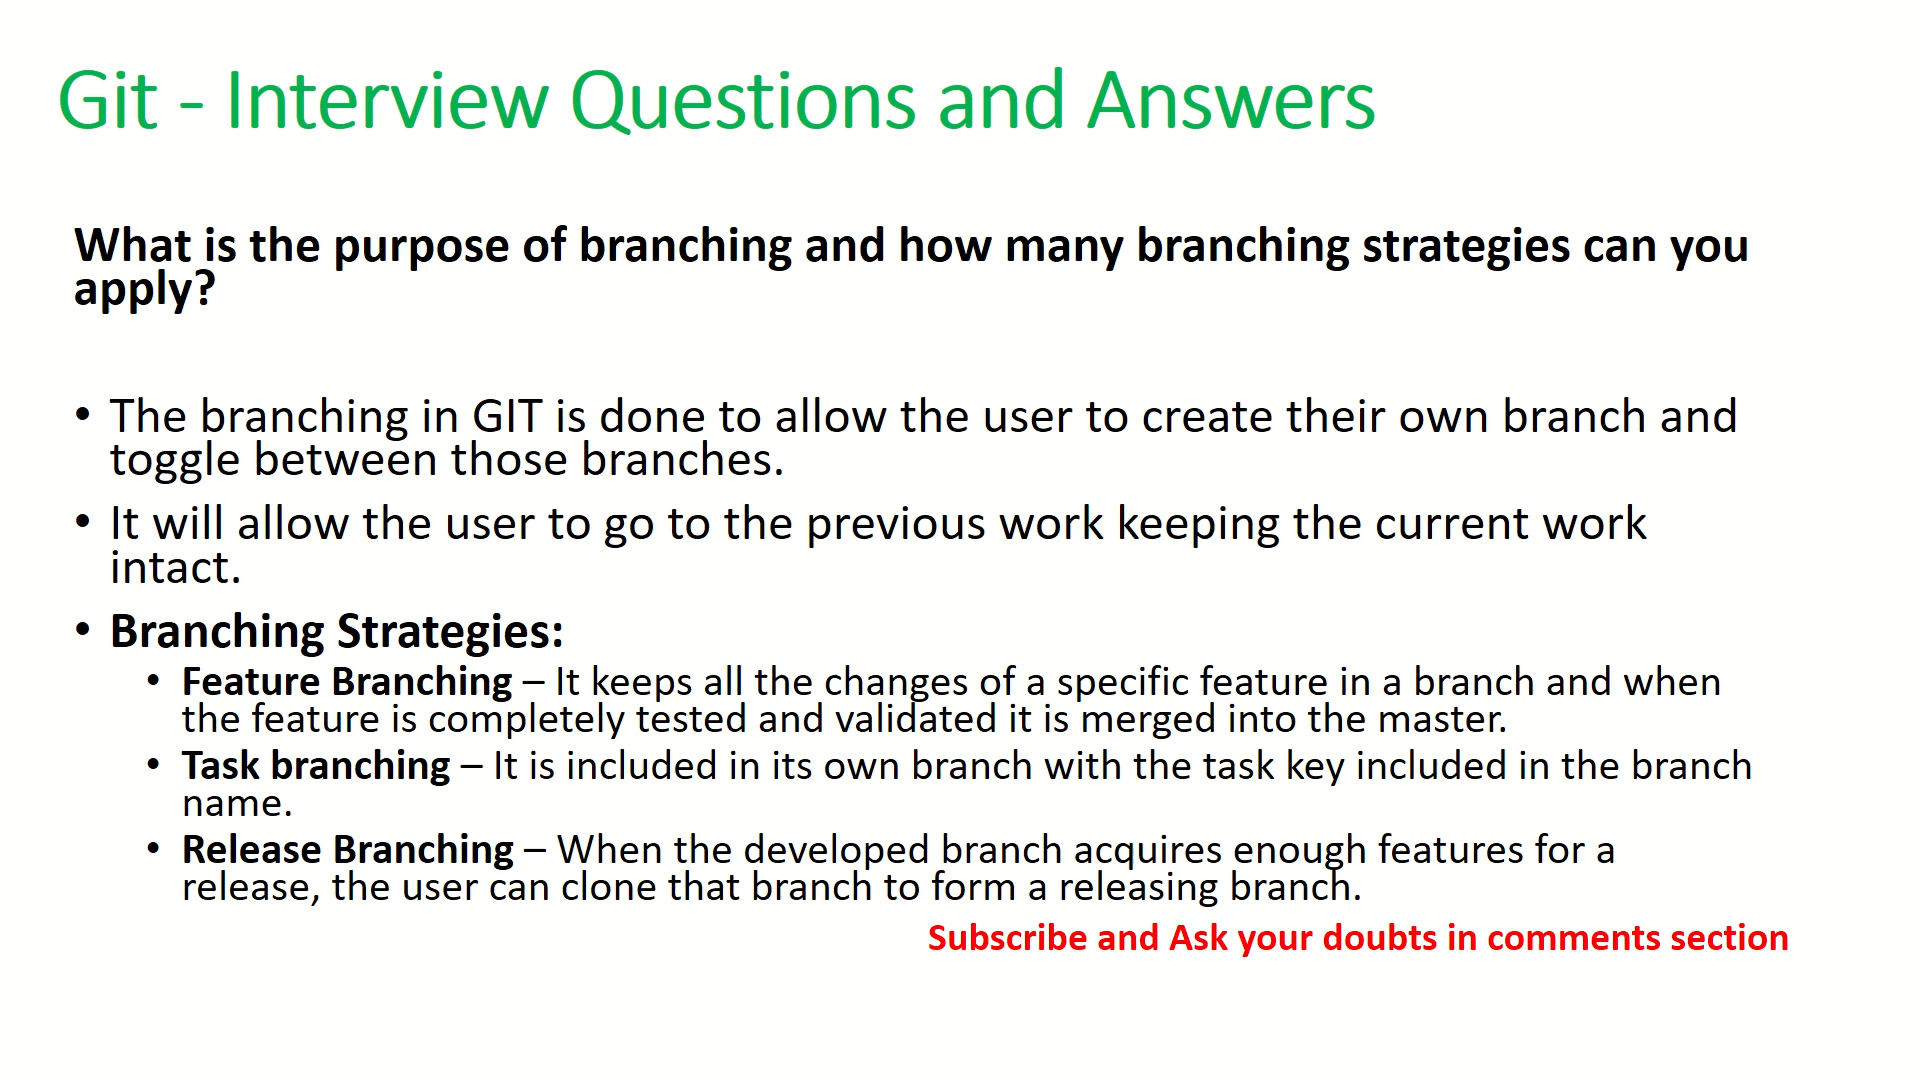 Git - Interview Questions and Answers
What is the purpose of branching and how many branching strategies can you
apply?
• The branching in GIT is done to allow the user to create their own branch and
toggle between those branches.
• It will allow the user to go to the previous work keeping the current work
intact.
• Branching Strategies:
• Feature Branching – It keeps all the changes of a specific feature in a branch and when
the feature is completely tested and validated it is merged into the master.
• Task branching – It is included in its own branch with the task key included in the branch
name.
• Release Branching – When the developed branch acquires enough features for a
release, the user can clone that branch to form a releasing branch.
Subscribe and Ask your doubts in comments section